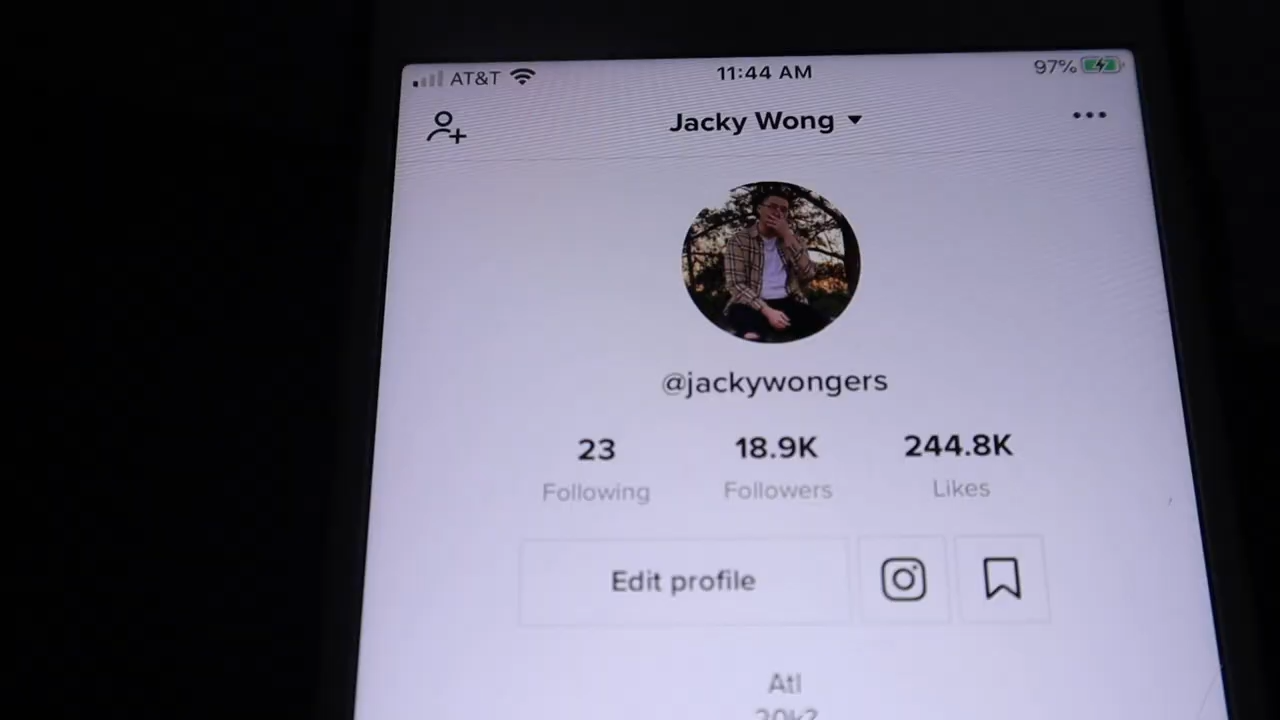 AT&T 11:44 AM 97%
Jacky Wong
@jackywongers
23 18.9K 244.8K
Following Followers Likes
Edit profile
Atl
20k?